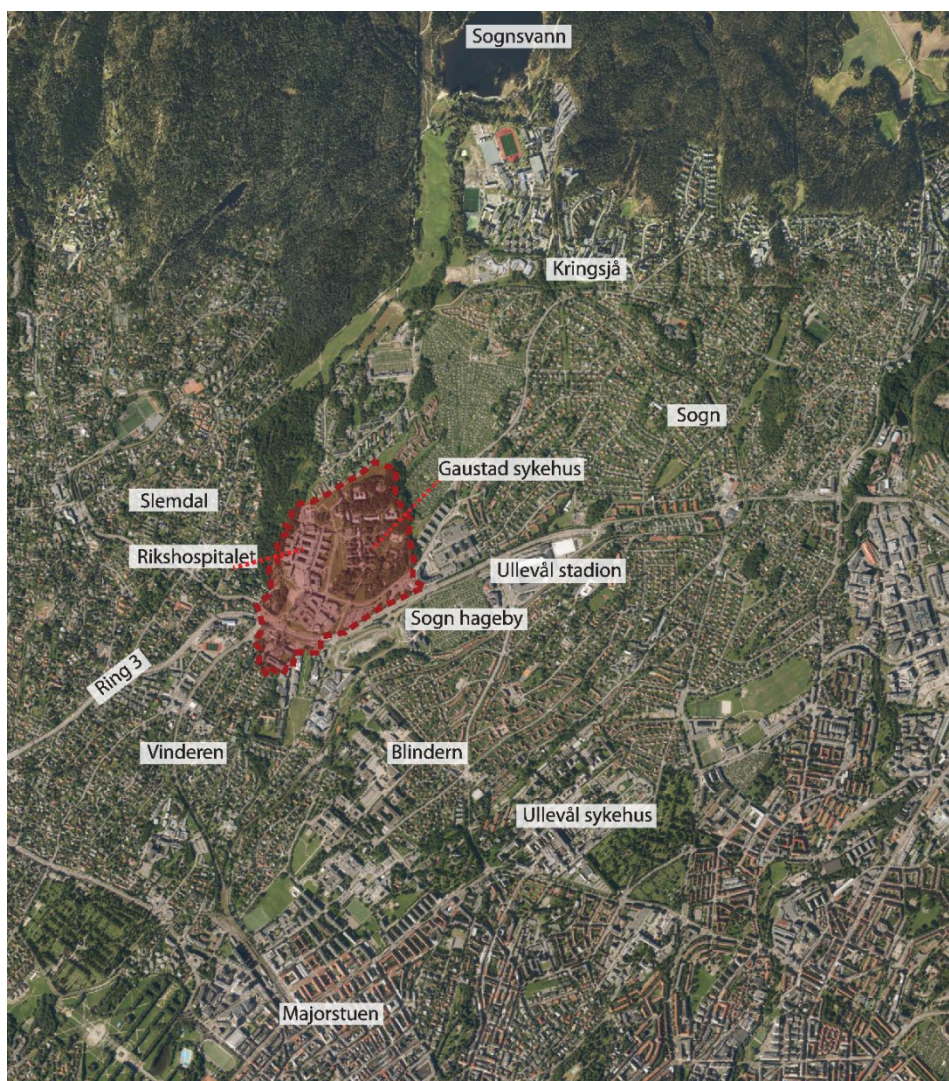 Sognsvann
Kringsjå
Sogn
Gaustad sykehus
Slemdal
Rikshospitalet
Ullevål stadion
Sogn hageby
Ring 3
Vinderen
Blindern
Ullevål sykehus
Majorstuen